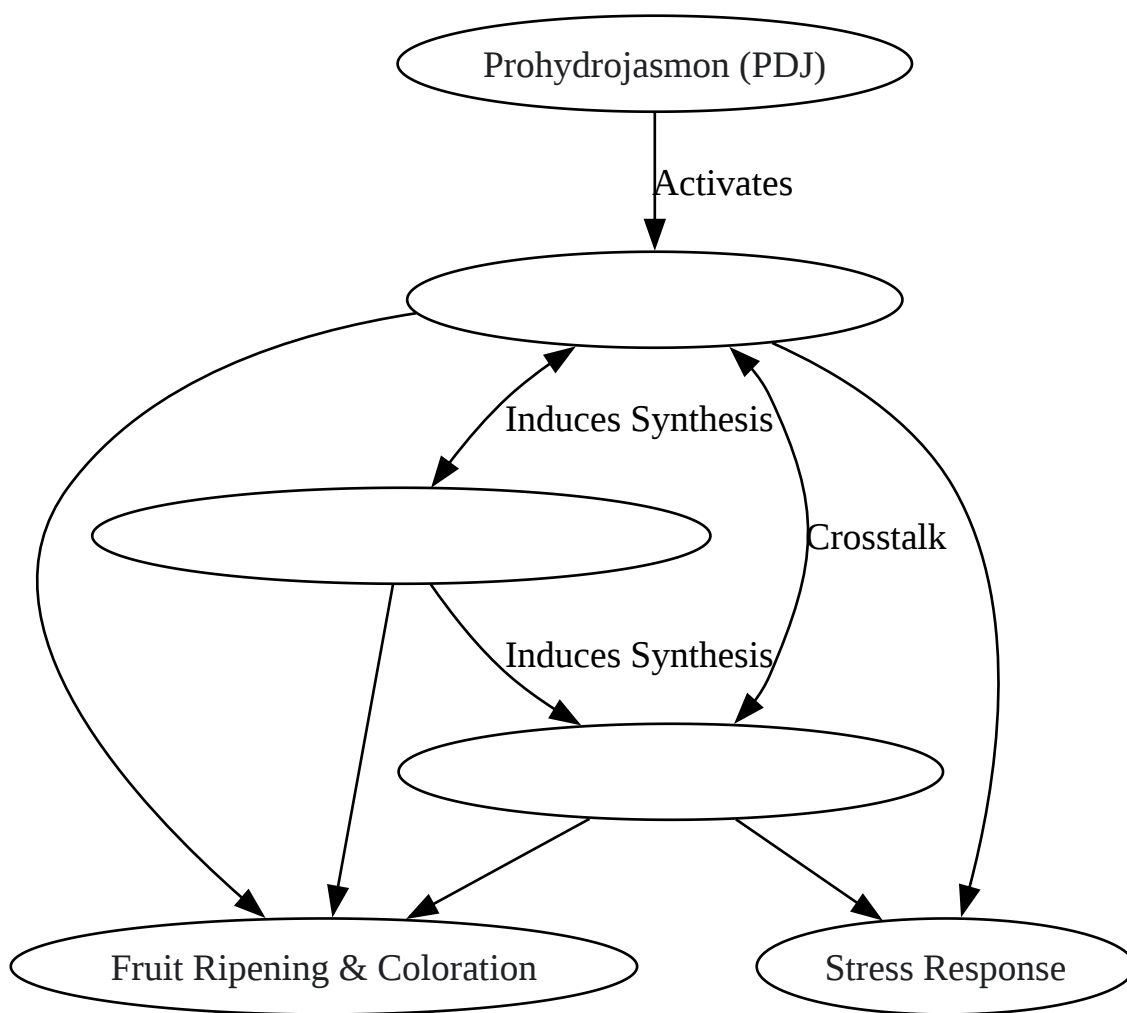 Prohydrojasmon (PDJ)
Activates
Induces Synthesis
Crosstalk
Induces Synthesis
Fruit Ripening & Coloration
Stress Response